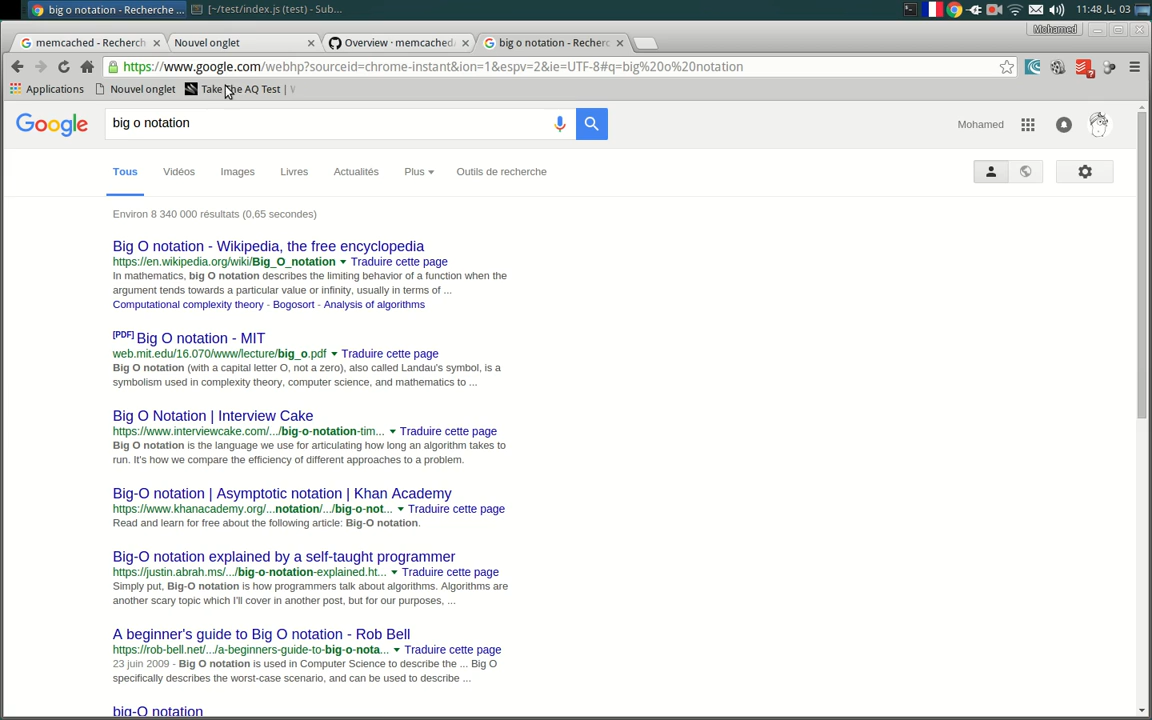 big o notation - Recherche ...
[~/test/index.js (test) - Sub...
11:48 يناير 03
memcached - Recherch
Nouvel onglet
Overview · memcached/
big o notation - Recherc
Mohamed
https://www.google.com/webhp?sourceid=chrome-instant&ion=1&espv=2&ie=UTF-8#q=big%20o%20notation
Applications
Nouvel onglet
Take the AQ Test |
Google
big o notation
Mohamed
Tous
Vidéos
Images
Livres
Actualités
Plus
Outils de recherche
Environ 8 340 000 résultats (0,65 secondes)
Big O notation - Wikipedia, the free encyclopedia
https://en.wikipedia.org/wiki/Big_O_notation Traduire cette page
In mathematics, big O notation describes the limiting behavior of a function when the
argument tends towards a particular value or infinity, usually in terms of ...
Computational complexity theory - Bogosort - Analysis of algorithms
[PDF] Big O notation - MIT
web.mit.edu/16.070/www/lecture/big_o.pdf Traduire cette page
Big O notation (with a capital letter O, not a zero), also called Landau's symbol, is a
symbolism used in complexity theory, computer science, and mathematics to ...
Big O Notation | Interview Cake
https://www.interviewcake.com/.../big-o-notation-tim... Traduire cette page
Big O notation is the language we use for articulating how long an algorithm takes to
run. It's how we compare the efficiency of different approaches to a problem.
Big-O notation | Asymptotic notation | Khan Academy
https://www.khanacademy.org/...notation/.../big-o-not... Traduire cette page
Read and learn for free about the following article: Big-O notation.
Big-O notation explained by a self-taught programmer
https://justin.abrah.ms/.../big-o-notation-explained.ht... Traduire cette page
Simply put, Big-O notation is how programmers talk about algorithms. Algorithms are
another scary topic which I'll cover in another post, but for our purposes, ...
A beginner's guide to Big O notation - Rob Bell
https://rob-bell.net/.../a-beginners-guide-to-big-o-nota... Traduire cette page
23 juin 2009 - Big O notation is used in Computer Science to describe the ... Big O
specifically describes the worst-case scenario, and can be used to describe ...
big-O notation